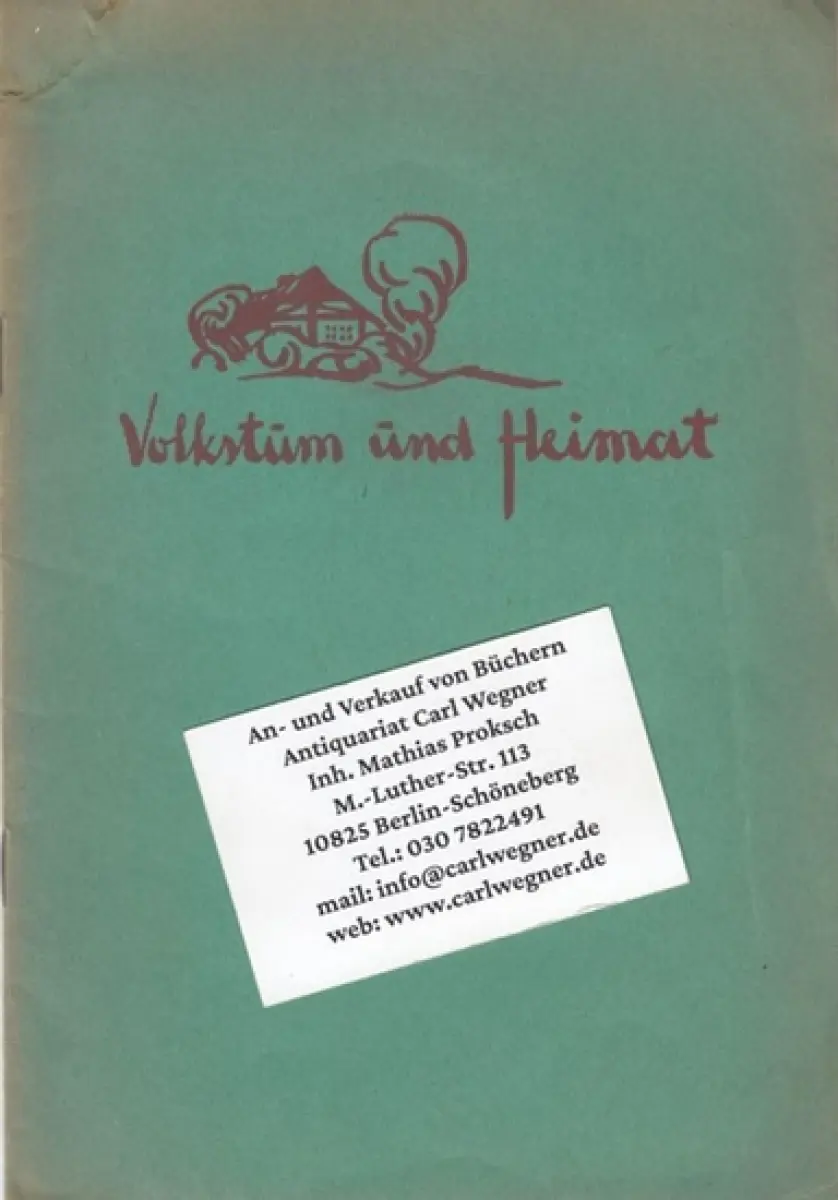 Volkstum und Heimat
An- und Verkauf von Büchern
Antiquariat Carl Wegner
Inh. Mathias Proksch
M.-Luther-Str. 113
10825 Berlin-Schöneberg
Tel.: 030 7822491
mail: info@carlwegner.de
web: www.carlwegner.de